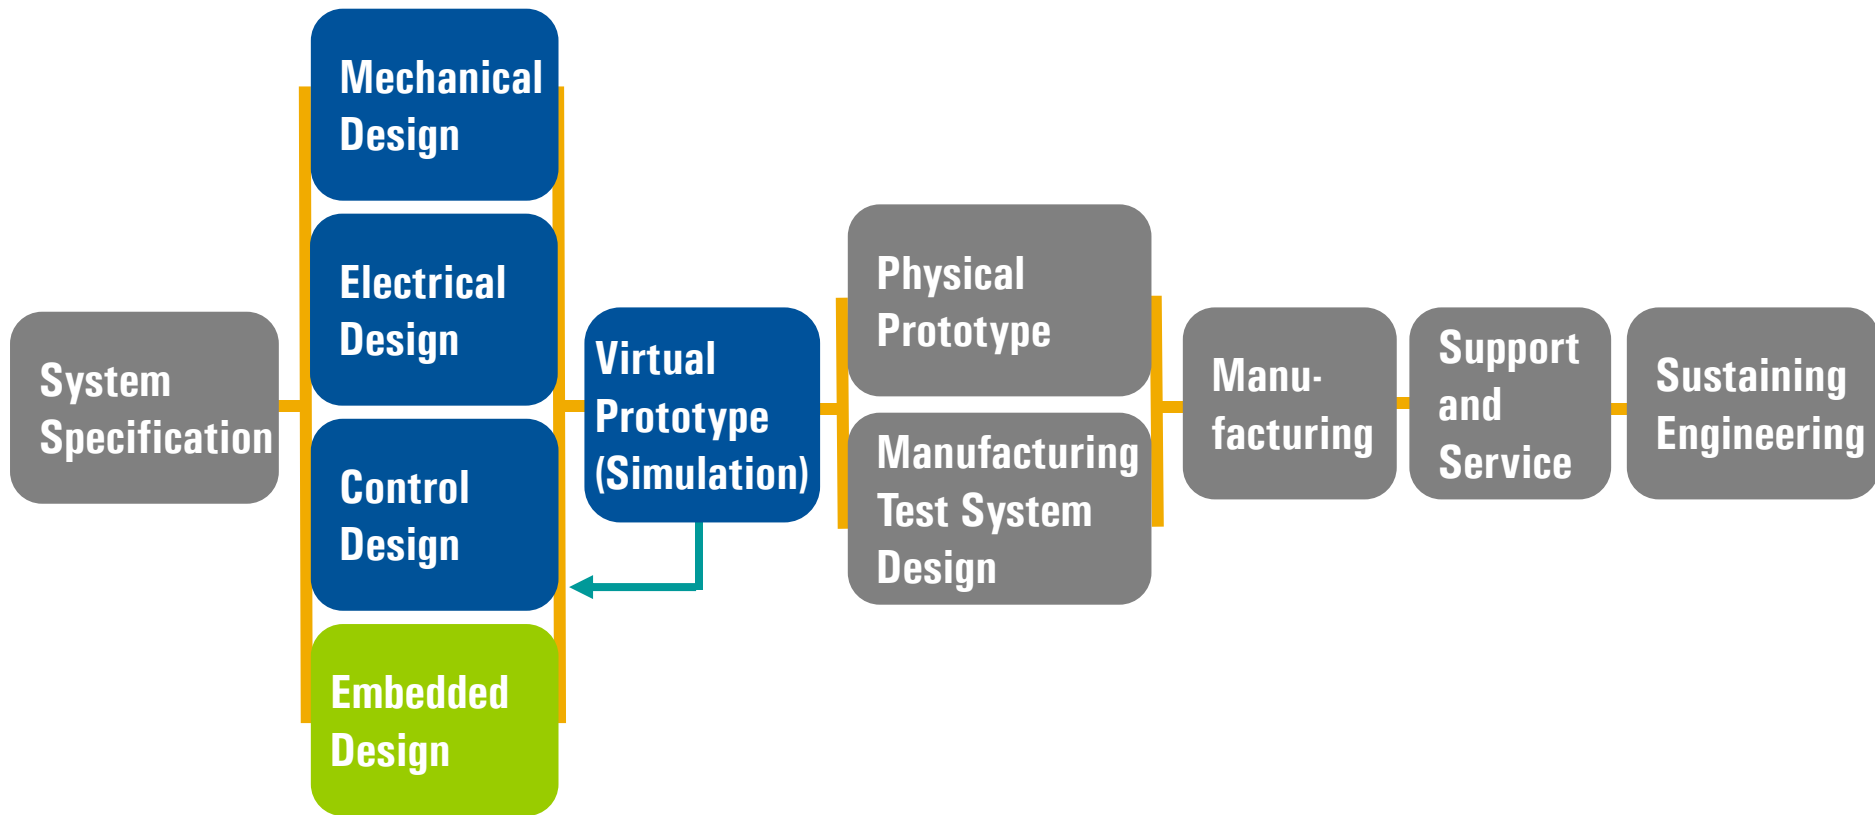 System
Specification
Mechanical
Design
Electrical
Design
Control
Design
Embedded
Design
Virtual
Prototype
(Simulation)
Physical
Prototype
Manufacturing
Test System
Design
Manu-
facturing
Support
and
Service
Sustaining
Engineering